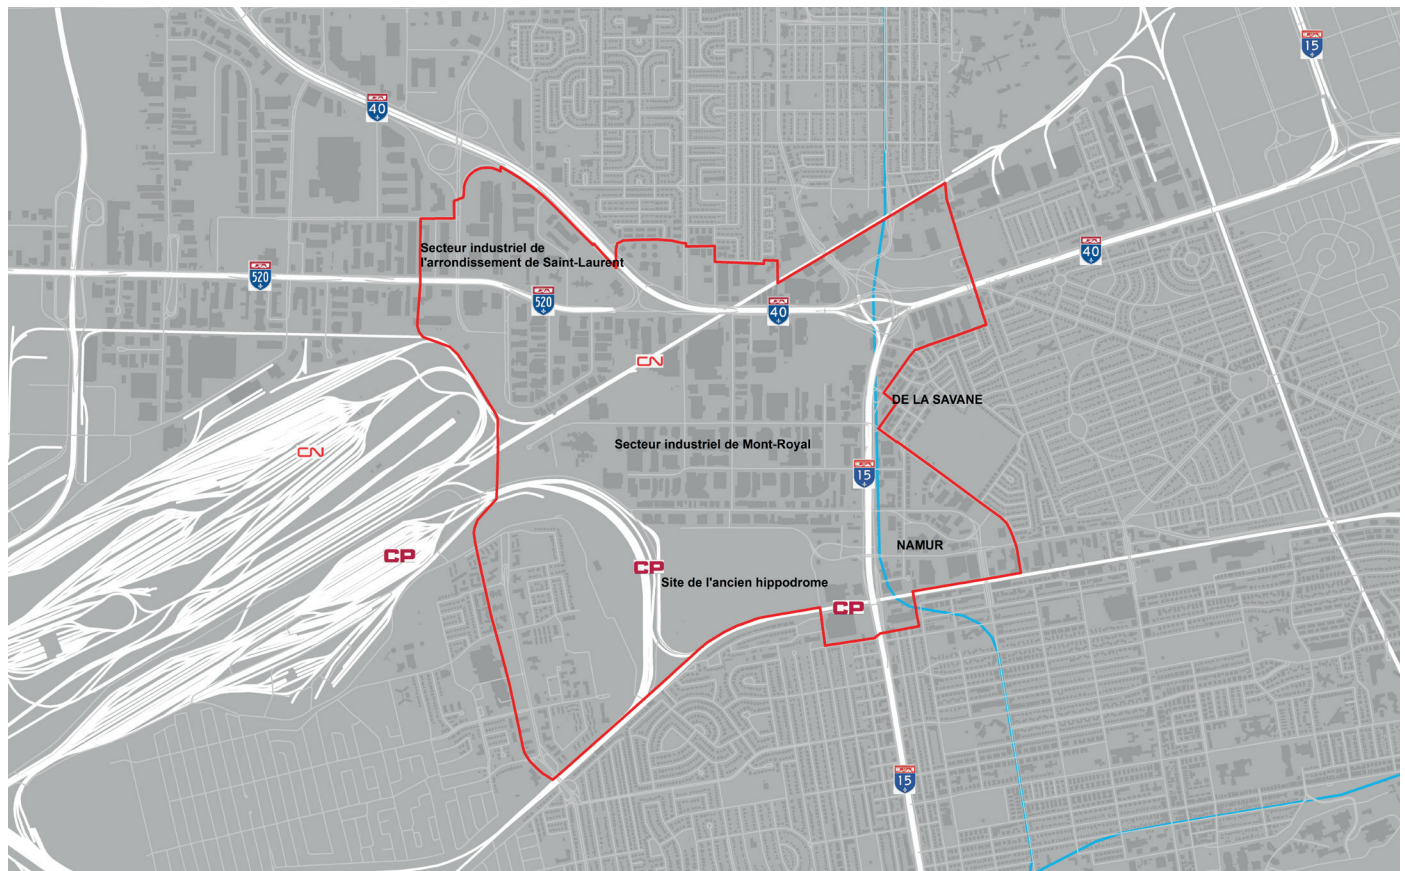 15
40
Secteur industriel de
l'arrondissement de Saint-Laurent
40
520
520
40
CN
DE LA SAVANE
Secteur industriel de Mont-Royal
CN
15
NAMUR
CP
CP
Site de l'ancien hippodrome
CP
15